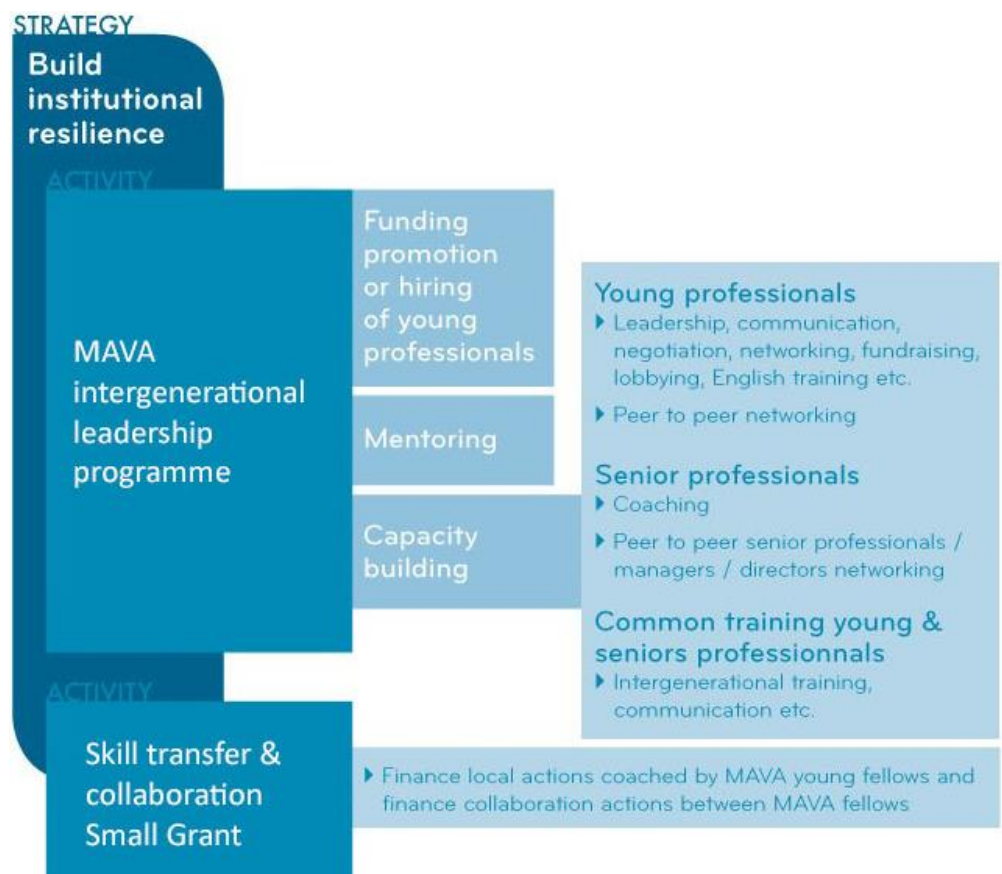 STRATEGY
Build
institutional
resilience
ACTIVITY
MAVA
intergenerational
leadership
programme
Funding
promotion
or hiring
of young
professionals
Mentoring
Capacity
building
Young professionals
Leadership, communication,
negotiation, networking, fundraising,
lobbying, English training etc.
Peer to peer networking
Senior professionals
Coaching
Peer to peer senior professionals /
managers / directors networking
Common training young &
seniors professionnals
Intergenerational training,
communication etc.
ACTIVITY
Skill transfer &
collaboration
Small Grant
Finance local actions coached by MAVA young fellows and
finance collaboration actions between MAVA fellows